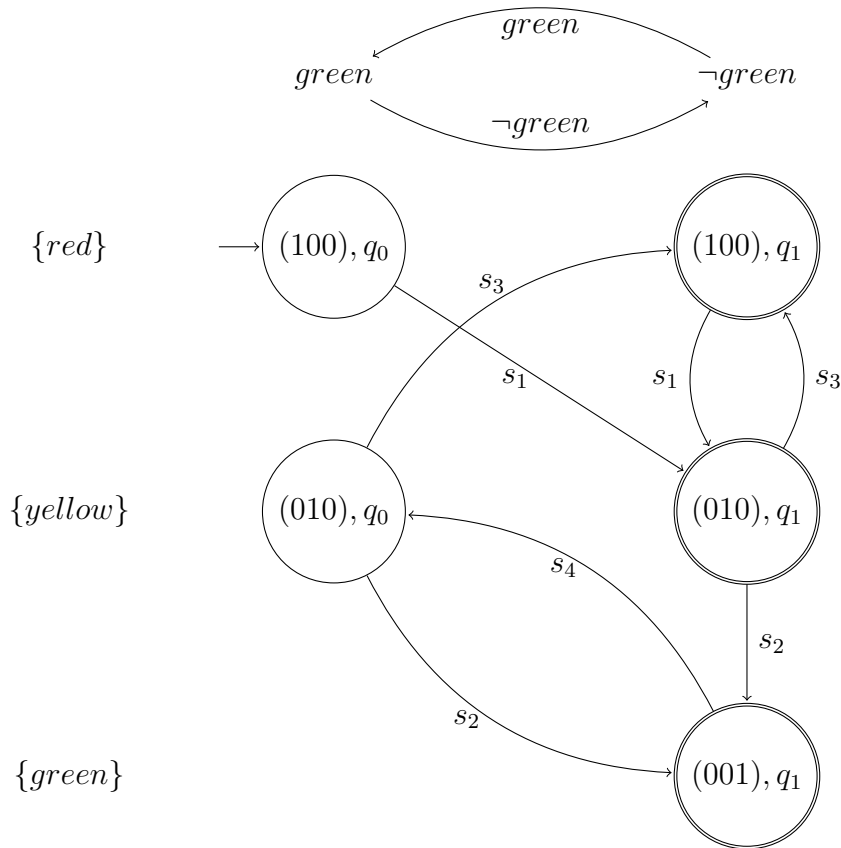 green
green ¬green
¬green
{red} (100), q₀ (100), q₁
s₃
s₁ s₁ s₃
{yellow} (010), q₀ (010), q₁
s₄
s₂
s₂
{green} (001), q₁